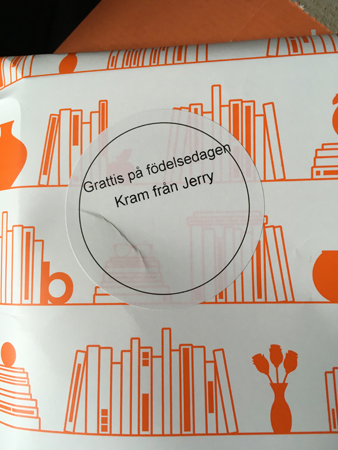 Grattis på födelsedagen
Kram från Jerry
b